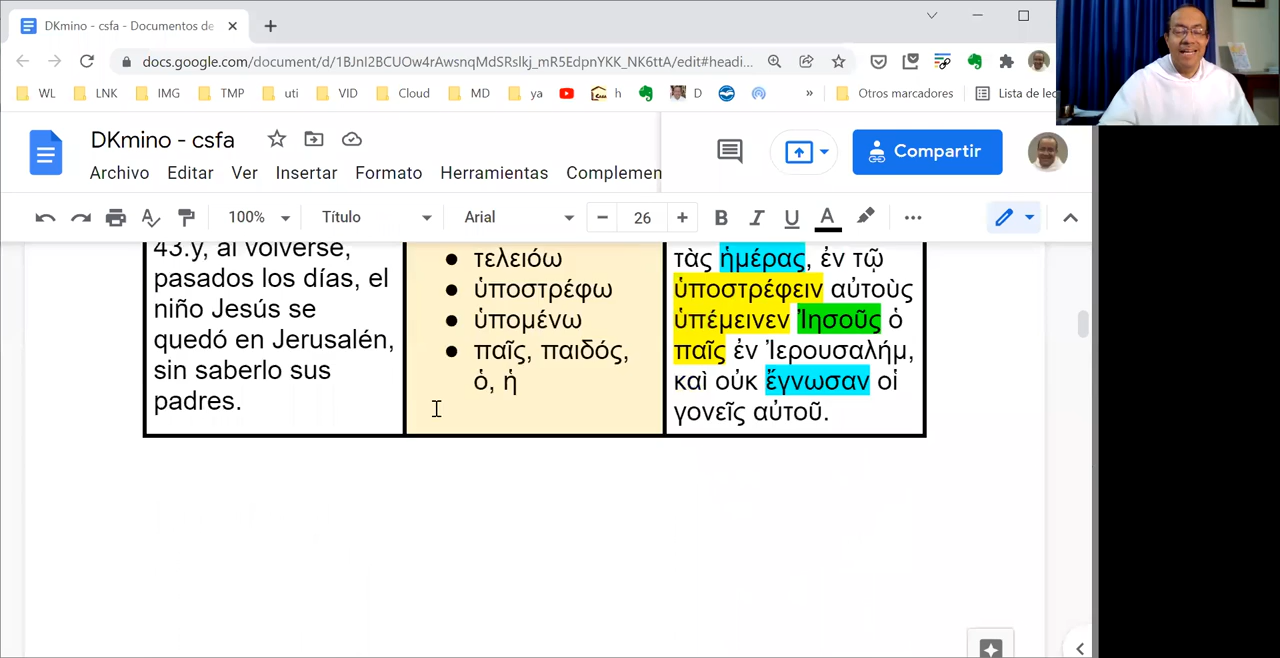 DKmino - csfa - Documentos de
docs.google.com/document/d/1BJnI2BCUOw4rAwsnqMdSRsIkj_mR5EdpnYKK_NK6ttA/edit#headi...
WL LNK IMG TMP uti VID Cloud MD ya h D » Otros marcadores Lista de lec
DKmino - csfa
Compartir
Archivo Editar Ver Insertar Formato Herramientas Complemen
100% Título Arial − 26 + B I U A
43.y, al volverse,
pasados los días, el
niño Jesús se
quedó en Jerusalén,
sin saberlo sus
padres.
● τελειόω
● ὑποστρέφω
● ὑπομένω
● παῖς, παιδός,
ὁ, ἡ
τὰς ἡμέρας, ἐν τῷ
ὑποστρέφειν αὐτοὺς
ὑπέμεινεν Ἰησοῦς ὁ
παῖς ἐν Ἰερουσαλήμ,
καὶ οὐκ ἔγνωσαν οἱ
γονεῖς αὐτοῦ.